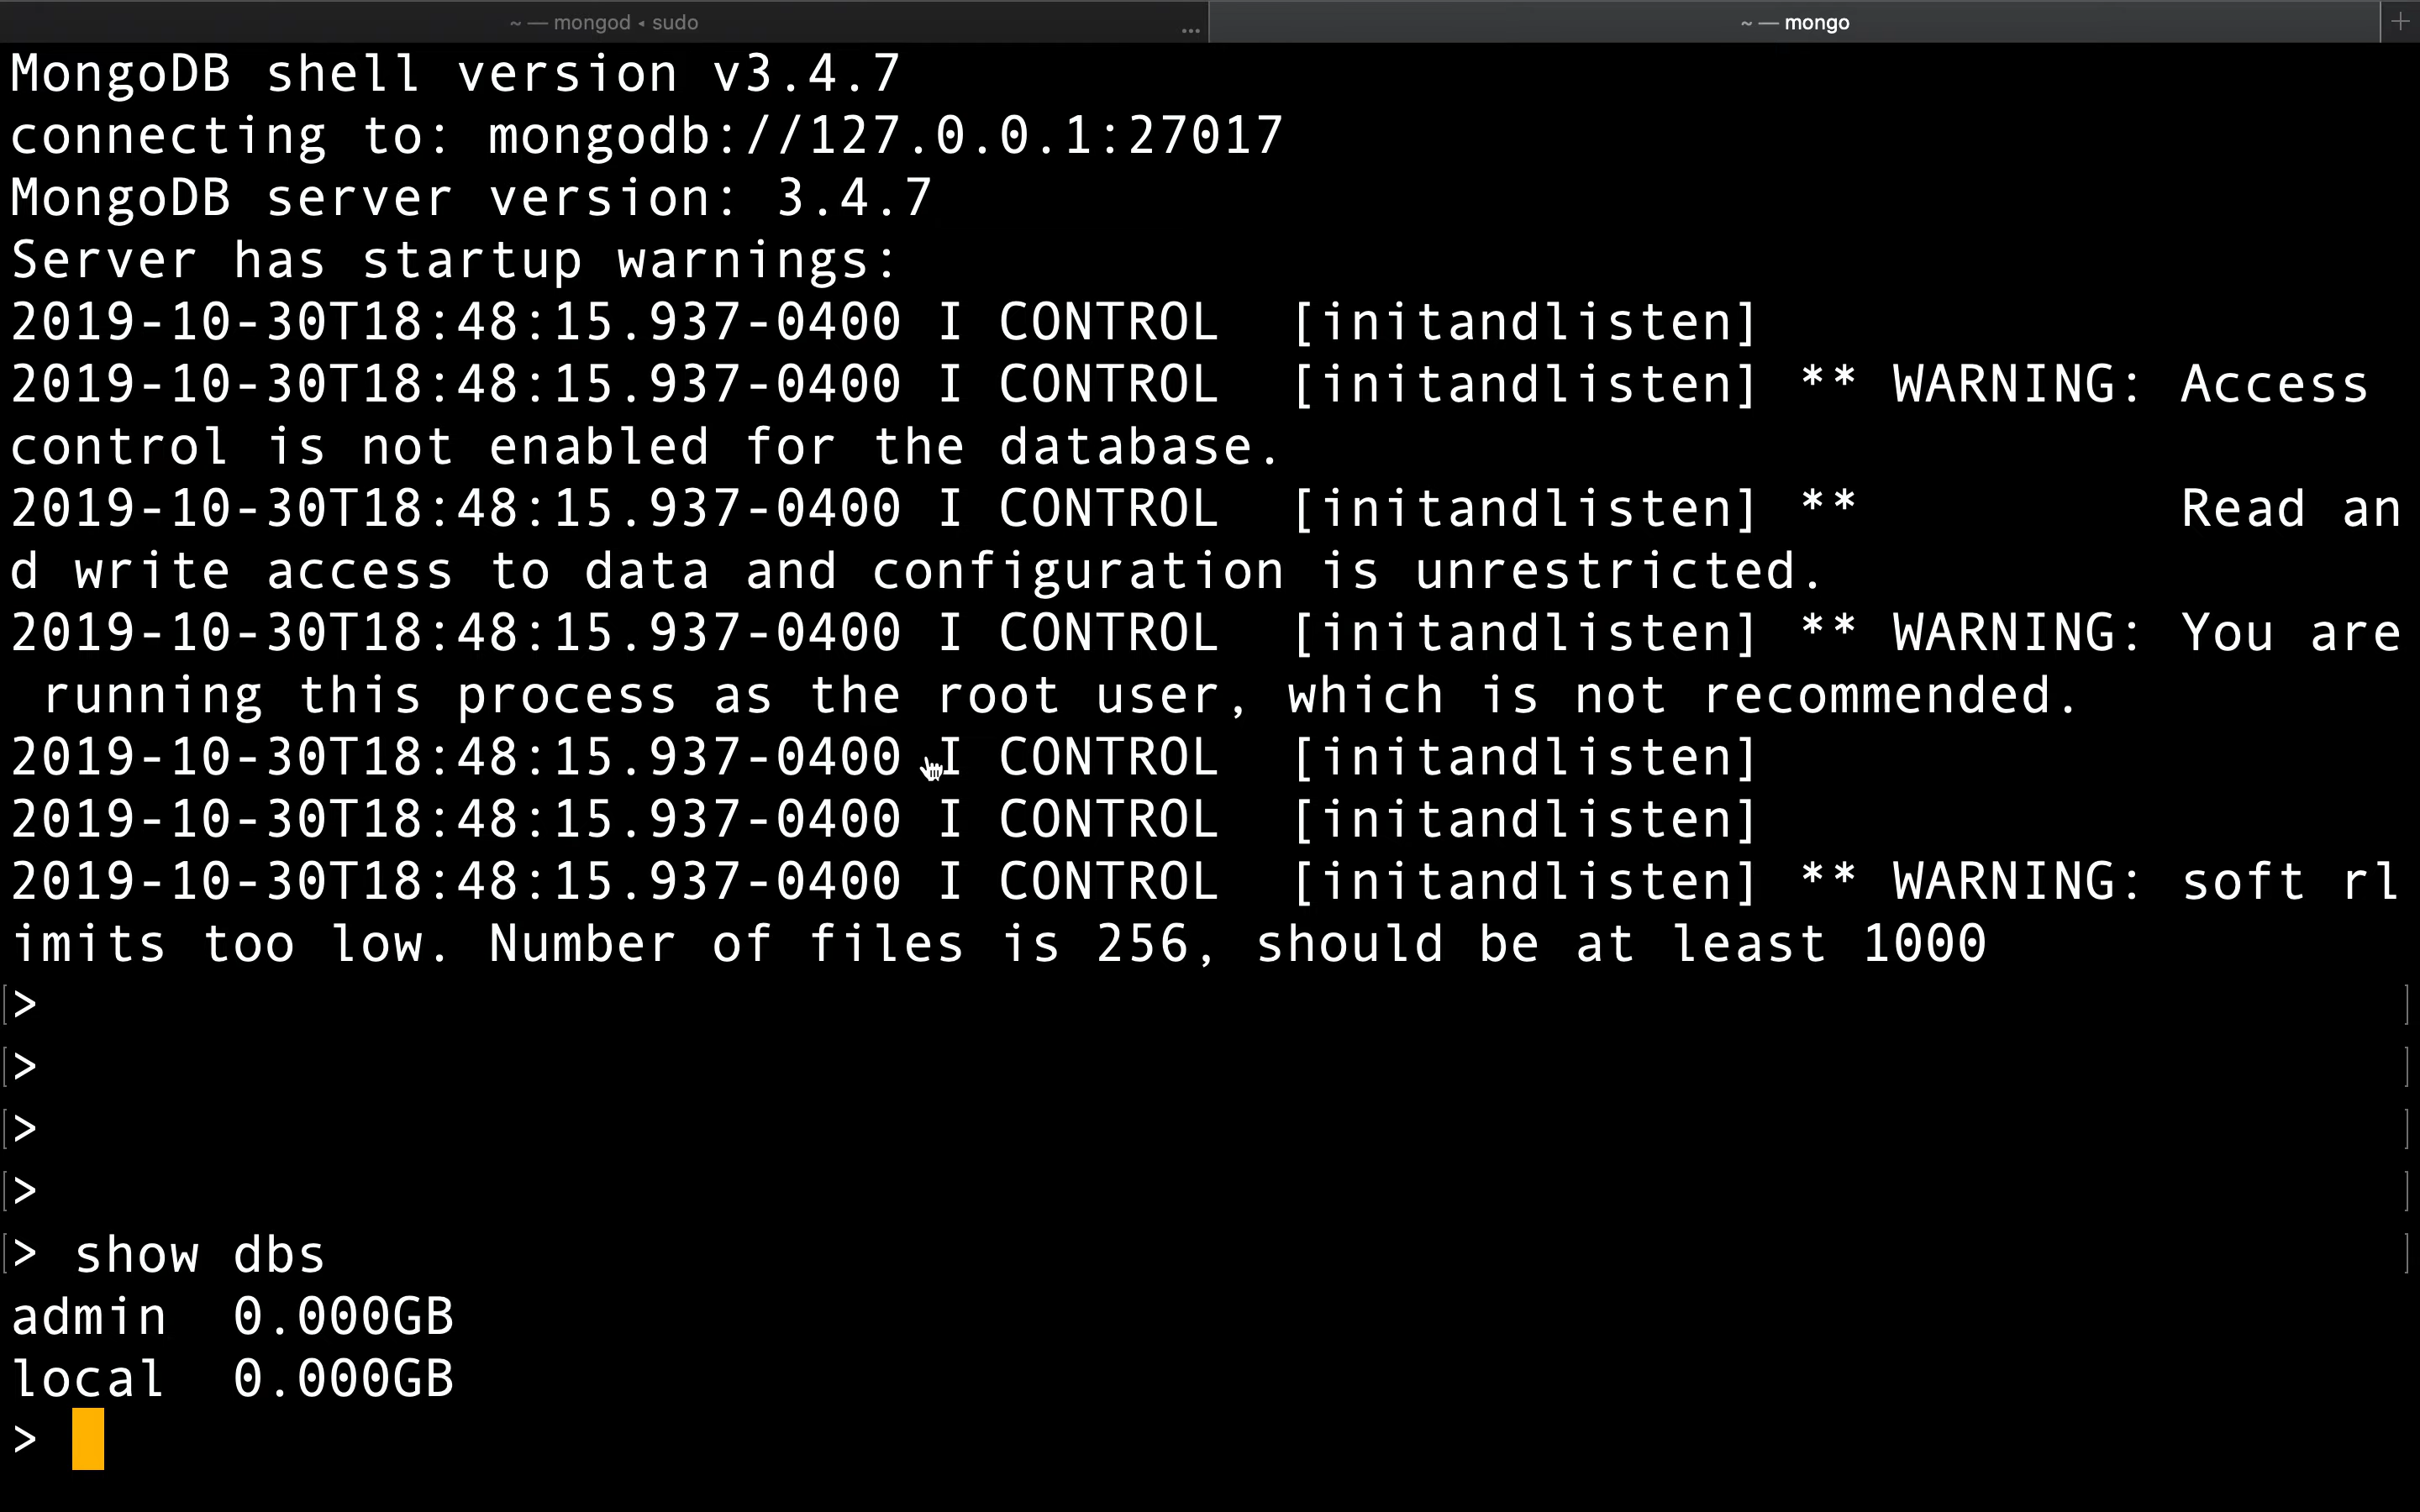 ~ — mongod ◂ sudo ... ~ — mongo +
MongoDB shell version v3.4.7
connecting to: mongodb://127.0.0.1:27017
MongoDB server version: 3.4.7
Server has startup warnings:
2019-10-30T18:48:15.937-0400 I CONTROL  [initandlisten]
2019-10-30T18:48:15.937-0400 I CONTROL  [initandlisten] ** WARNING: Access
control is not enabled for the database.
2019-10-30T18:48:15.937-0400 I CONTROL  [initandlisten] **          Read an
d write access to data and configuration is unrestricted.
2019-10-30T18:48:15.937-0400 I CONTROL  [initandlisten] ** WARNING: You are
 running this process as the root user, which is not recommended.
2019-10-30T18:48:15.937-0400 I CONTROL  [initandlisten]
2019-10-30T18:48:15.937-0400 I CONTROL  [initandlisten]
2019-10-30T18:48:15.937-0400 I CONTROL  [initandlisten] ** WARNING: soft rl
imits too low. Number of files is 256, should be at least 1000
>
>
>
>
> show dbs
admin  0.000GB
local  0.000GB
>